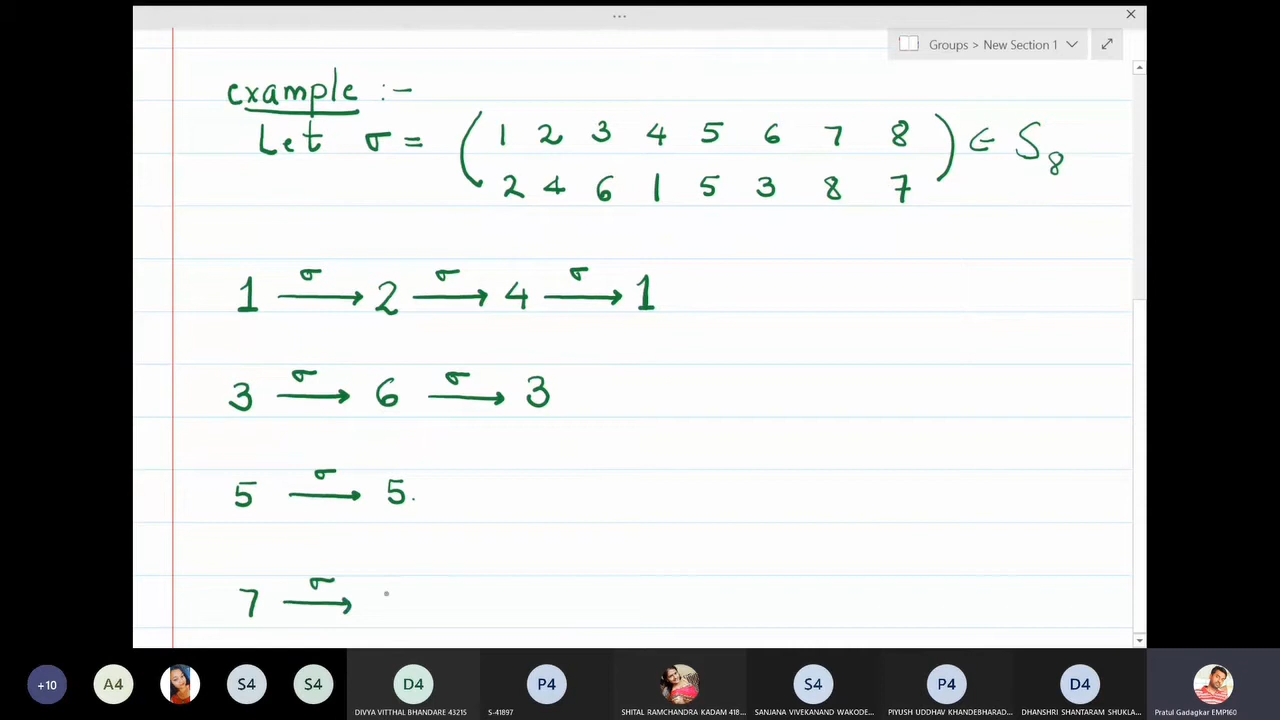 ...
Groups > New Section 1
example :-
Let σ = ( 1 2 3 4 5 6 7 8 ) ∈ S₈
2 4 6 1 5 3 8 7
1 →σ 2 →σ 4 →σ 1
3 →σ 6 →σ 3
5 →σ 5.
7 →σ
+10 A4 S4 S4 D4 P4 S4 P4 D4
DIVYA VITTHAL BHANDARE 43215 S-41897 SHITAL RAMCHANDRA KADAM 418... SANJANA VIVEKANAND WAKODE... PIYUSH UDDHAV KHANDEBHARAD... DHANSHRI SHANTARAM SHUKLA... Pratul Gadagkar EMP160